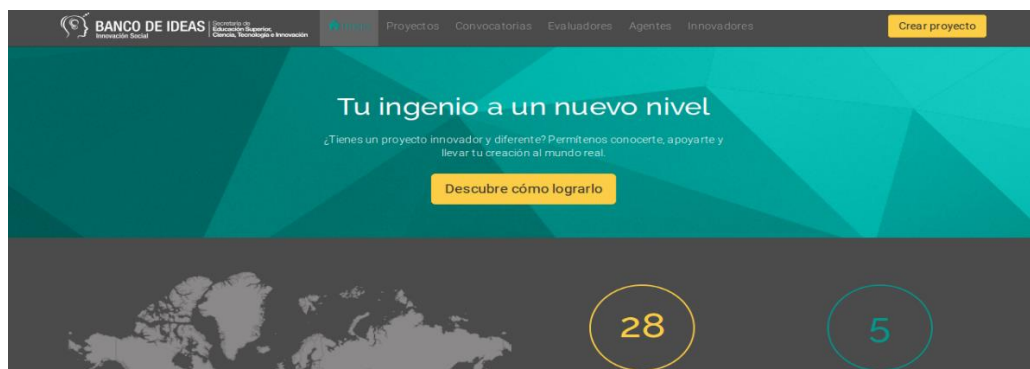 BANCO DE IDEAS
Innovación Social
Secretaría de
Educación Superior,
Ciencia, Tecnología e Innovación
Proyectos Convocatorias Evaluadores Agentes Innovadores
Crear proyecto
Tu ingenio a un nuevo nivel
¿Tienes un proyecto innovador y diferente? Permítenos conocerte, apoyarte y
llevar tu creación al mundo real.
Descubre cómo lograrlo
28
5